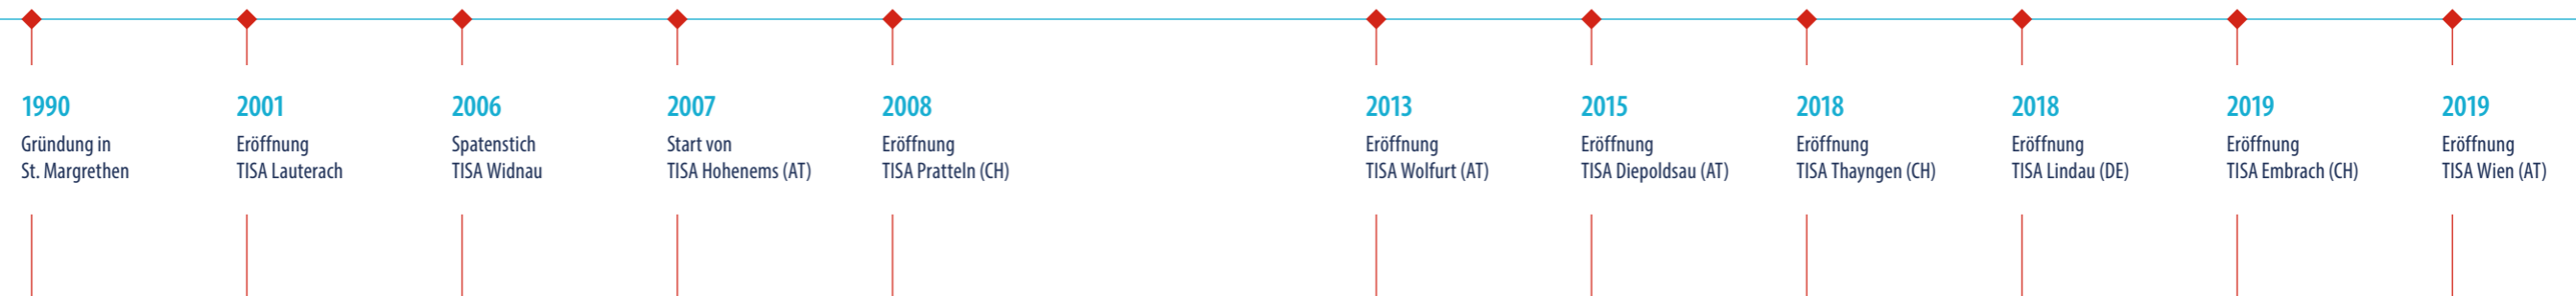 1990
Gründung in
St. Margrethen
2001
Eröffnung
TISA Lauterach
2006
Spatenstich
TISA Widnau
2007
Start von
TISA Hohenems (AT)
2008
Eröffnung
TISA Pratteln (CH)
2013
Eröffnung
TISA Wolfurt (AT)
2015
Eröffnung
TISA Diepoldsau (AT)
2018
Eröffnung
TISA Thayngen (CH)
2018
Eröffnung
TISA Lindau (DE)
2019
Eröffnung
TISA Embrach (CH)
2019
Eröffnung
TISA Wien (AT)